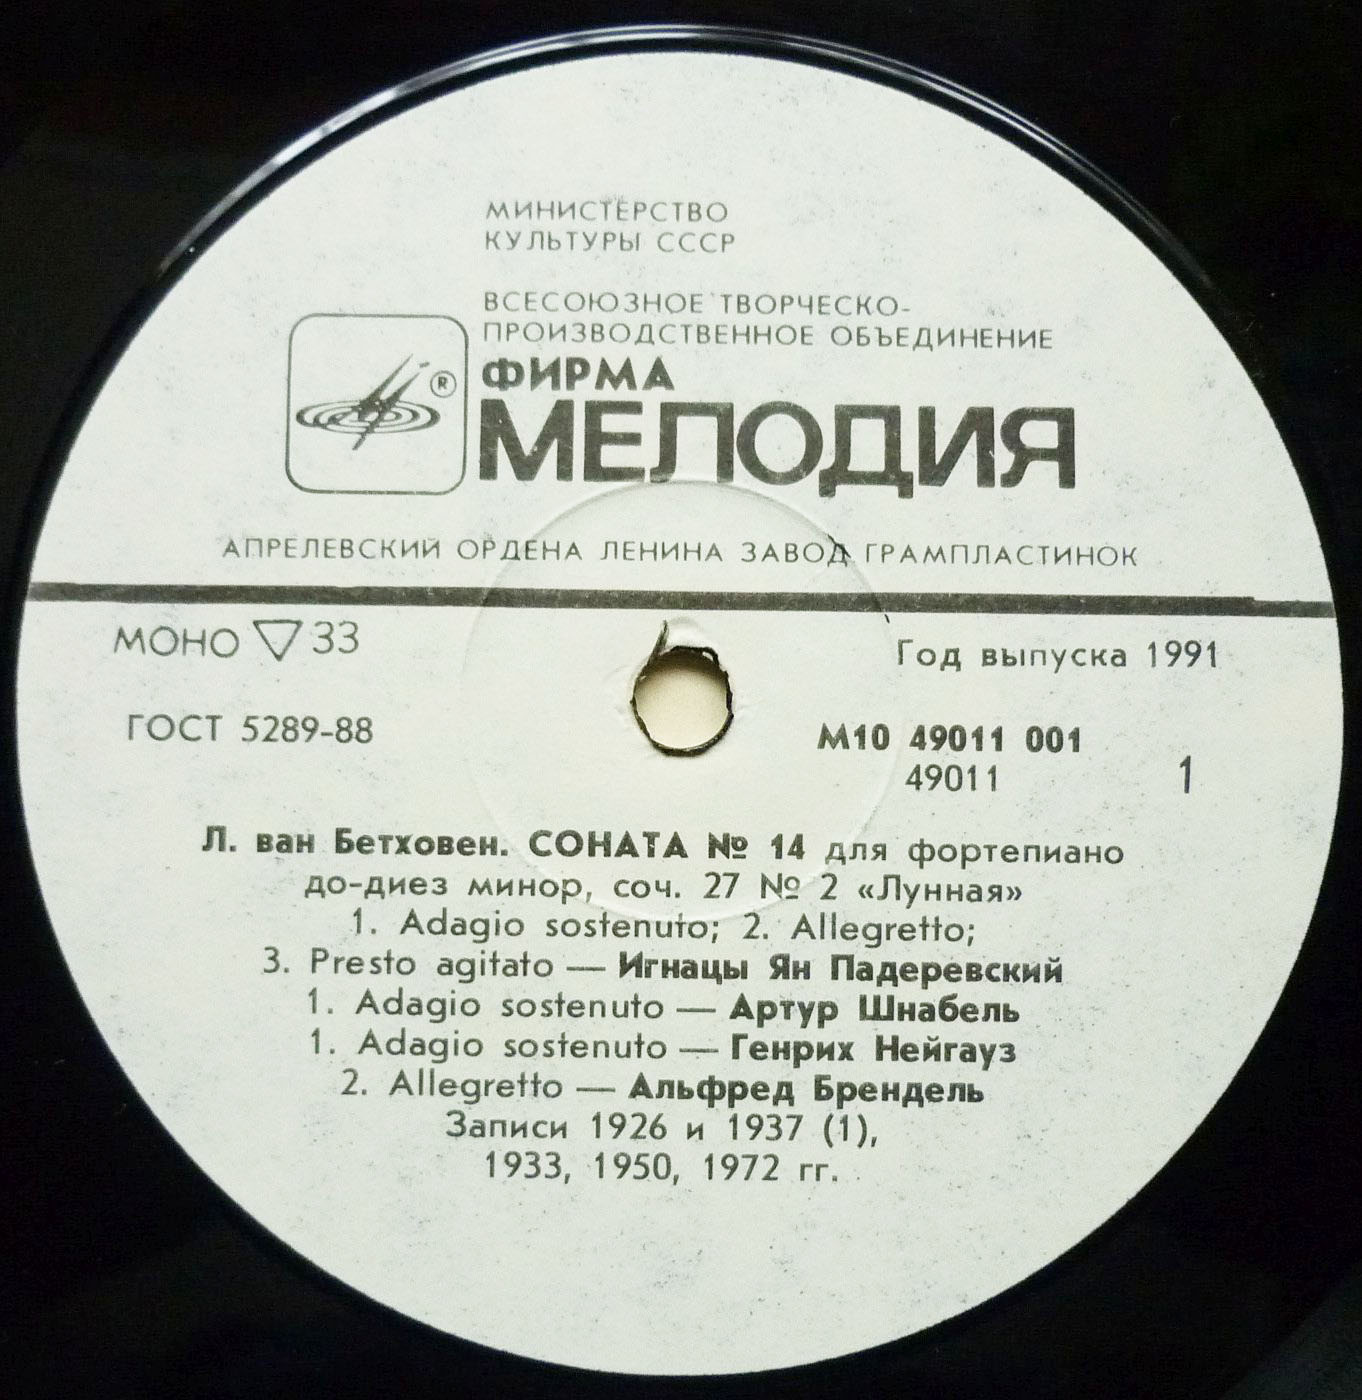 МИНИСТЕРСТВО
КУЛЬТУРЫ СССР
ВСЕСОЮЗНОЕ ТВОРЧЕСКО-
ПРОИЗВОДСТВЕННОЕ ОБЪЕДИНЕНИЕ
ФИРМА
®
МЕЛОДИЯ
АПРЕЛЕВСКИЙ ОРДЕНА ЛЕНИНА ЗАВОД ГРАМПЛАСТИНОК
МОНО ▽ 33
Год выпуска 1991
ГОСТ 5289-88
М10 49011 001
49011
1
Л. ван Бетховен. СОНАТА № 14 для фортепиано
до-диез минор, соч. 27 № 2 «Лунная»
1. Adagio sostenuto; 2. Allegretto;
3. Presto agitato — Игнацы Ян Падеревский
1. Adagio sostenuto — Артур Шнабель
1. Adagio sostenuto — Генрих Нейгауз
2. Allegretto — Альфред Брендель
Записи 1926 и 1937 (1),
1933, 1950, 1972 гг.